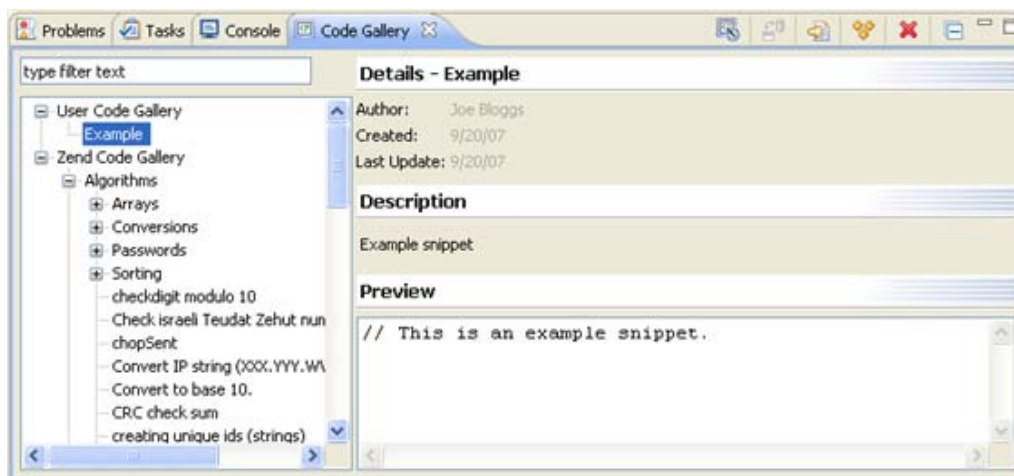 Problems Tasks Console Code Gallery
type filter text
User Code Gallery
Example
Zend Code Gallery
Algorithms
Arrays
Conversions
Passwords
Sorting
checkdigit modulo 10
Check israeli Teudat Zehut num
chopSent
Convert IP string (XXX.YYY.WV
Convert to base 10.
CRC check sum
creating unique ids (strings)
Details - Example
Author: Joe Bloggs
Created: 9/20/07
Last Update: 9/20/07
Description
Example snippet
Preview
// This is an example snippet.